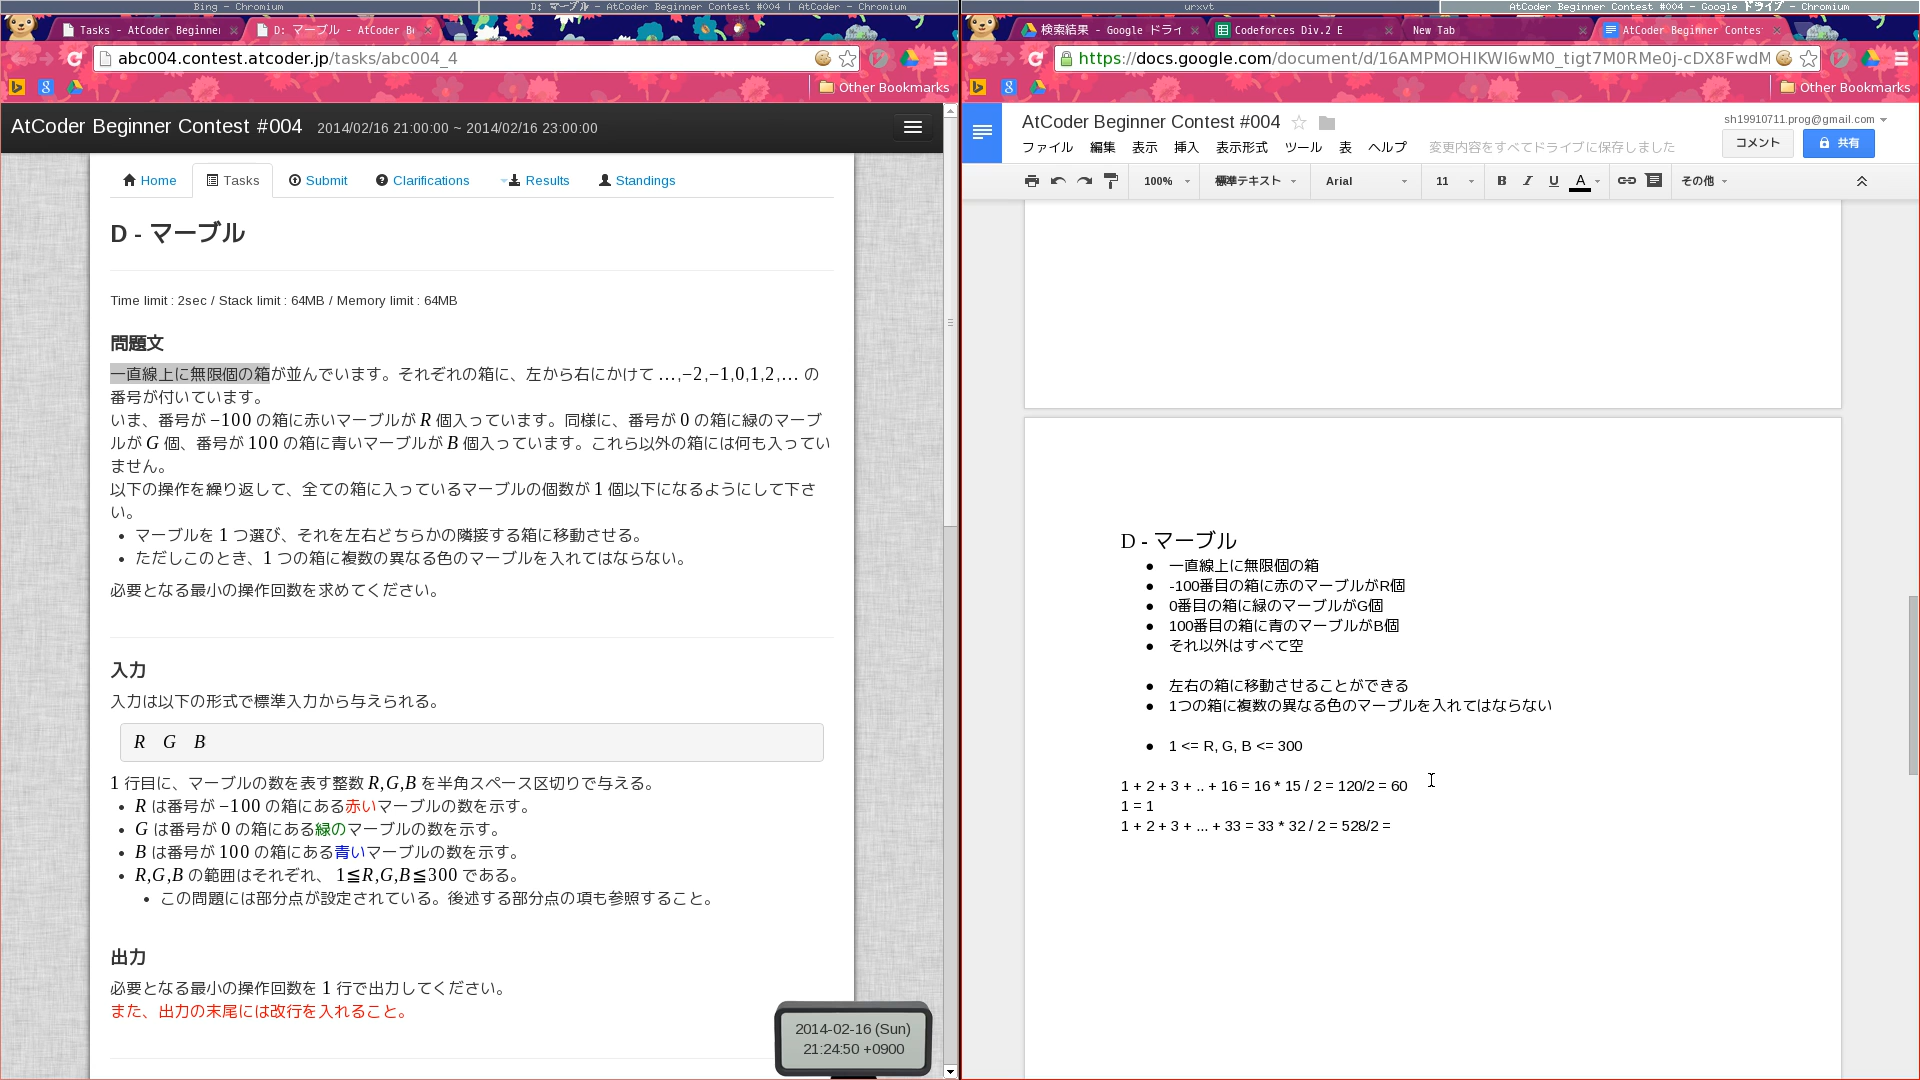 Bing - Chromium
D: マーブル - AtCoder Beginner Contest #004 | AtCoder - Chromium
urxvt
AtCoder Beginner Contest #004 - Google ドライブ - Chromium
Tasks - AtCoder Beginner
D: マーブル - AtCoder Be
検索結果 - Google ドライ
Codeforces Div.2 E
New Tab
AtCoder Beginner Contest
abc004.contest.atcoder.jp/tasks/abc004_4
https://docs.google.com/document/d/16AMPMOHIKWI6wM0_tigt7M0RMe0j-cDX8FwdM
Other Bookmarks
Other Bookmarks
AtCoder Beginner Contest #004 2014/02/16 21:00:00 ~ 2014/02/16 23:00:00
Home Tasks Submit Clarifications Results Standings
D - マーブル
Time limit : 2sec / Stack limit : 64MB / Memory limit : 64MB
問題文
一直線上に無限個の箱が並んでいます。それぞれの箱に、左から右にかけて …,−2,−1,0,1,2,… の
番号が付いています。
いま、番号が −100 の箱に赤いマーブルが R 個入っています。同様に、番号が 0 の箱に緑のマーブ
ルが G 個、番号が 100 の箱に青いマーブルが B 個入っています。これら以外の箱には何も入ってい
ません。
以下の操作を繰り返して、全ての箱に入っているマーブルの個数が 1 個以下になるようにして下さ
い。
• マーブルを 1 つ選び、それを左右どちらかの隣接する箱に移動させる。
• ただしこのとき、1 つの箱に複数の異なる色のマーブルを入れてはならない。
必要となる最小の操作回数を求めてください。
入力
入力は以下の形式で標準入力から与えられる。
R G B
1 行目に、マーブルの数を表す整数 R,G,B を半角スペース区切りで与える。
• R は番号が −100 の箱にある赤いマーブルの数を示す。
• G は番号が 0 の箱にある緑のマーブルの数を示す。
• B は番号が 100 の箱にある青いマーブルの数を示す。
• R,G,B の範囲はそれぞれ、 1≦R,G,B≦300 である。
• この問題には部分点が設定されている。後述する部分点の項も参照すること。
出力
必要となる最小の操作回数を 1 行で出力してください。
また、出力の末尾には改行を入れること。
2014-02-16 (Sun)
21:24:50 +0900
AtCoder Beginner Contest #004
sh19910711.prog@gmail.com
コメント 共有
ファイル 編集 表示 挿入 表示形式 ツール 表 ヘルプ 変更内容をすべてドライブに保存しました
100% 標準テキスト Arial 11 B I U A その他
D - マーブル
● 一直線上に無限個の箱
● -100番目の箱に赤のマーブルがR個
● 0番目の箱に緑のマーブルがG個
● 100番目の箱に青のマーブルがB個
● それ以外はすべて空
● 左右の箱に移動させることができる
● 1つの箱に複数の異なる色のマーブルを入れてはならない
● 1 <= R, G, B <= 300
1 + 2 + 3 + .. + 16 = 16 * 15 / 2 = 120/2 = 60
1 = 1
1 + 2 + 3 + ... + 33 = 33 * 32 / 2 = 528/2 =